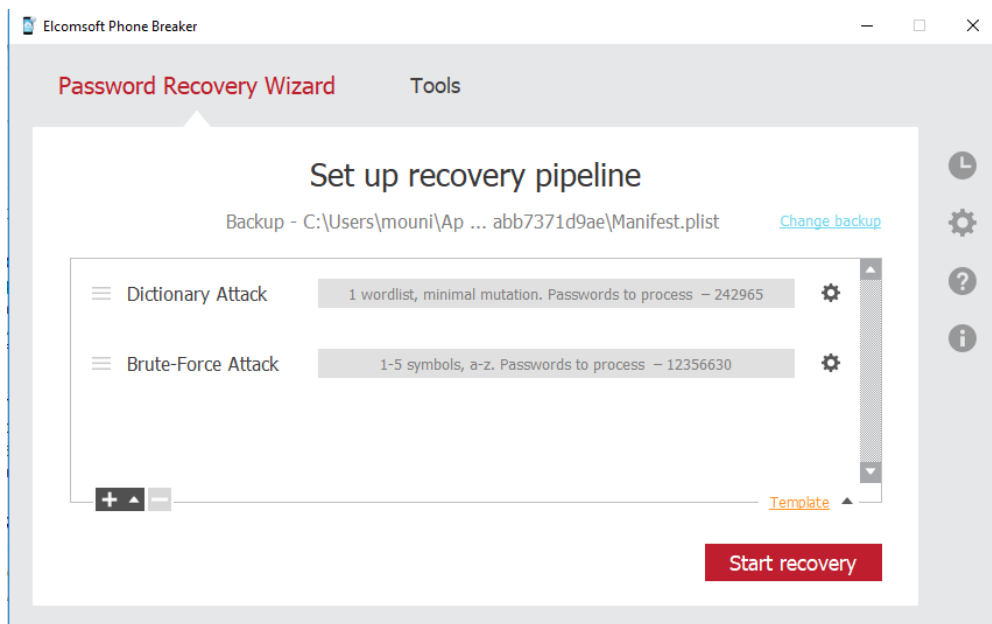 Elcomsoft Phone Breaker
Password Recovery Wizard Tools
Set up recovery pipeline
Backup - C:\Users\mouni\Ap ... abb7371d9ae\Manifest.plist Change backup
Dictionary Attack 1 wordlist, minimal mutation. Passwords to process – 242965
Brute-Force Attack 1-5 symbols, a-z. Passwords to process – 12356630
Template
Start recovery